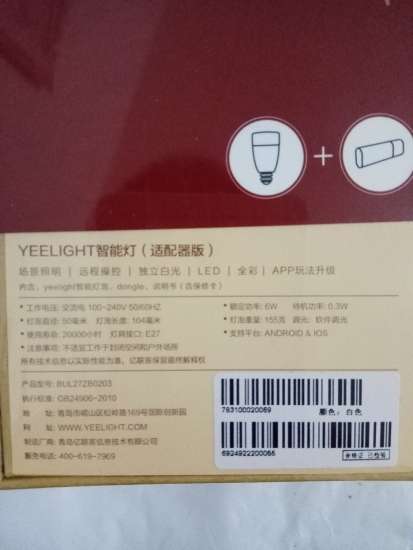 YEELIGHT智能灯（适配器版）
场景照明 | 远程操控 | 独立白光 | LED | 全彩 | APP玩法升级
内含：yeelight智能灯泡、dongle、说明书（含保修卡）
• 工作电压：交流电 100-240V 50/60HZ
• 额定功率：6W 待机功率：0.3W
• 灯泡直径：50毫米 灯泡长度：104毫米
• 灯泡重量：155克 调光：软件调光
• 使用寿命：20000小时 灯具接口：E27
• 支持平台：ANDROID & iOS
• 注意事项：不适宜工作于封闭空间和户外场所
所有技术信息以实际性能为准，亿联客保留最终解释权
产品型号：BUL27ZB0203
执行标准：GB24906-2010
地 址：青岛市崂山区松岭路169号国际创新园
网 址：WWW.YEELIGHT.COM
制造厂商：青岛亿联客信息技术有限公司
服务电话：400-619-7969
783100020069
颜色：白色
6924922200066
合格证 已检验